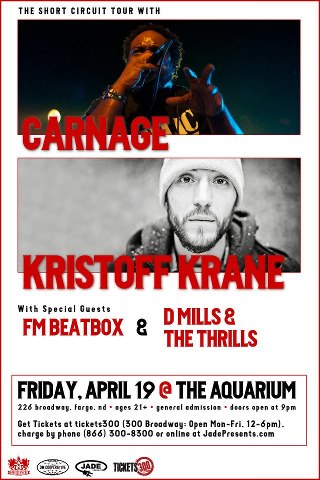 THE SHORT CIRCUIT TOUR WITH
CARNAGE
KRISTOFF KRANE
With Special Guests
FM BEATBOX & D MILLS &
THE THRILLS
FRIDAY, APRIL 19 @ THE AQUARIUM
226 broadway, fargo, nd • ages 21+ • general admission • doors open at 9pm
Get Tickets at tickets300 (300 Broadway: Open Mon-Fri. 12-6pm).
charge by phone (866) 300-8300 or online at JadePresents.com
JADE TICKETS300